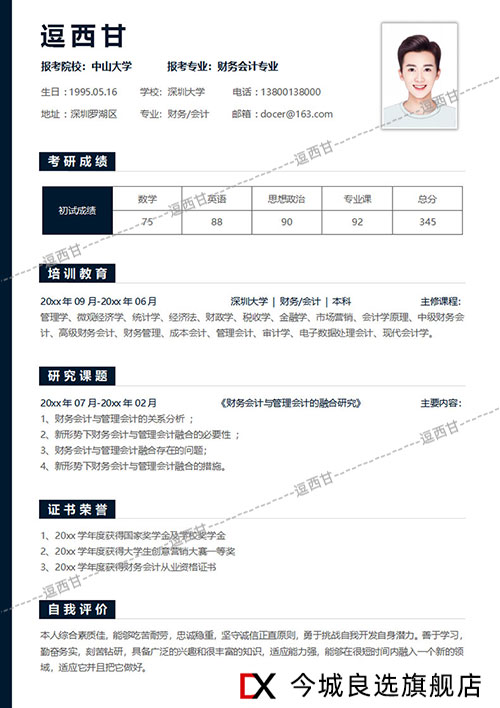 逗西甘
报考院校：中山大学 报考专业：财务会计专业
生日：1995.05.16 学校：深圳大学 电话：13800138000
地址：深圳罗湖区 专业：财务/会计 邮箱：docer@163.com
考研成绩
初试成绩 数学 英语 思想政治 专业课 总分
75 88 90 92 345
培训教育
20xx 年 09 月-20xx 年 06 月 深圳大学 | 财务/会计 | 本科 主修课程：
管理学、微观经济学、统计学、经济法、财政学、税收学、金融学、市场营销、会计学原理、中级财务会
计、高级财务会计、财务管理、成本会计、管理会计、审计学、电子数据处理会计、现代会计学。
研究课题
20xx 年 07 月-20xx 年 02 月 《财务会计与管理会计的融合研究》 主要内容：
1、财务会计与管理会计的关系分析 ；
2、新形势下财务会计与管理会计融合的必要性 ；
3、财务会计与管理会计融合存在的问题；
4、新形势下财务会计与管理会计融合的措施。
证书荣誉
1、20xx 学年度获得国家奖学金及学校奖学金
2、20xx 学年度获得大学生创意营销大赛一等奖
3、20xx 学年度获得财务会计从业资格证书
自我评价
本人综合素质佳，能够吃苦耐劳，忠诚稳重，坚守诚信正直原则，勇于挑战自我开发自身潜力。善于学习，
勤奋务实，刻苦钻研，具备广泛的兴趣和很丰富的知识，适应能力强，能够在很短时间内融入一个新的领
域，适应它并且把它做好。
DX 今城良选旗舰店
逗西甘
逗西甘
逗西甘
逗西甘
逗西甘
逗西甘
逗西甘